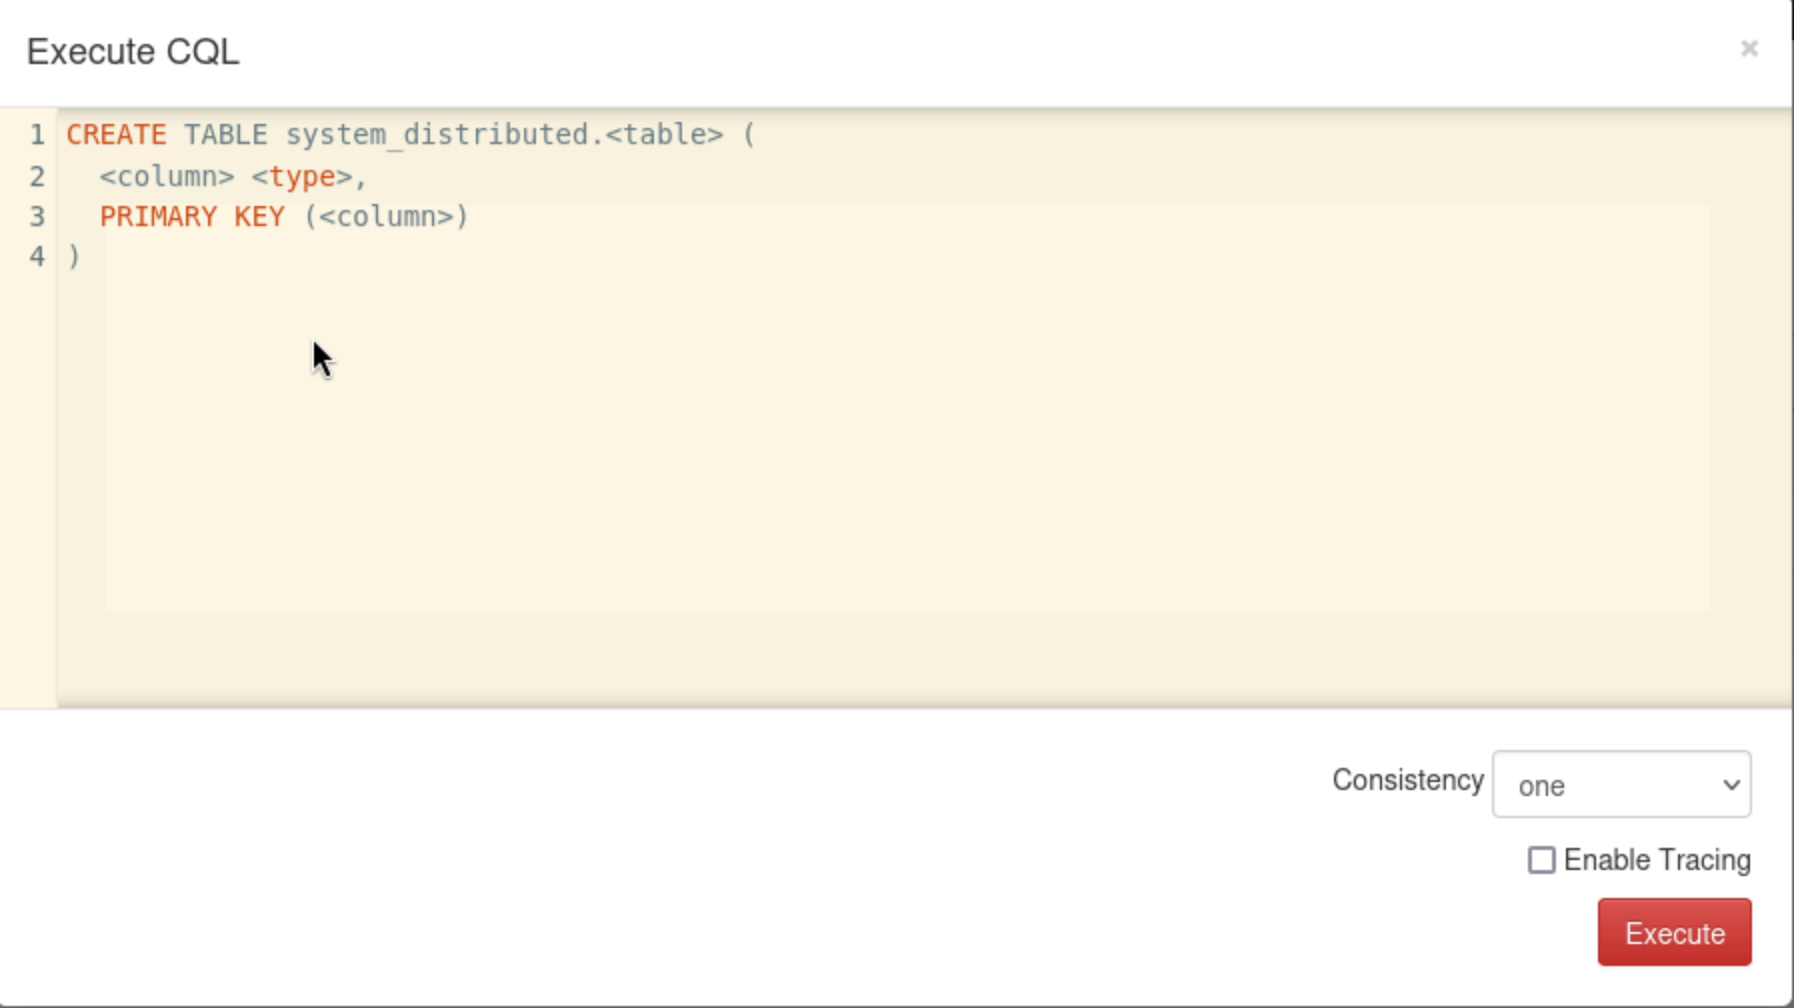 Execute CQL
×
1 CREATE TABLE system_distributed.<table> (
2   <column> <type>,
3   PRIMARY KEY (<column>)
4 )
Consistency one
Enable Tracing
Execute